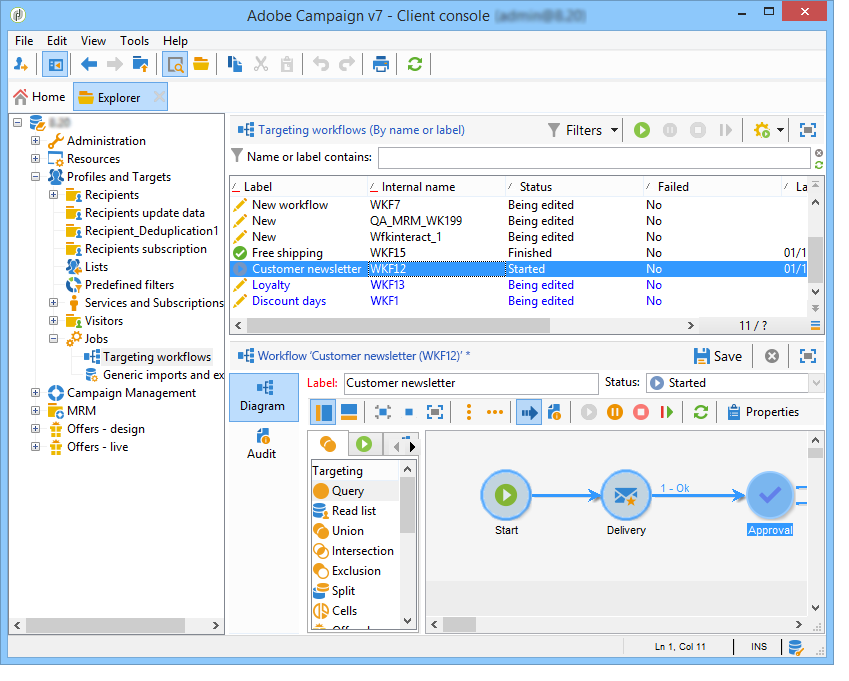 Adobe Campaign v7 - Client console
File Edit View Tools Help
Home Explorer
Administration
Resources
Profiles and Targets
Recipients
Recipients update data
Recipient_Deduplication1
Recipients subscription
Lists
Predefined filters
Services and Subscriptions
Visitors
Jobs
Targeting workflows
Generic imports and ex
Campaign Management
MRM
Offers - design
Offers - live
Targeting workflows (By name or label)
Filters
Name or label contains:
Label Internal name Status Failed La
New workflow WKF7 Being edited No
New QA_MRM_WK199 Being edited No
New Wfkinteract_1 Being edited No
Free shipping WKF15 Finished No 01/1
Customer newsletter WKF12 Started No 01/1
Loyalty WKF13 Being edited No
Discount days WKF1 Being edited No
11 / ?
Workflow 'Customer newsletter (WKF12)' *
Save
Diagram
Audit
Label: Customer newsletter Status: Started
Properties
Targeting
Query
Read list
Union
Intersection
Exclusion
Split
Cells
Start
Delivery
1 - Ok
Approval
Ln 1, Col 11 INS